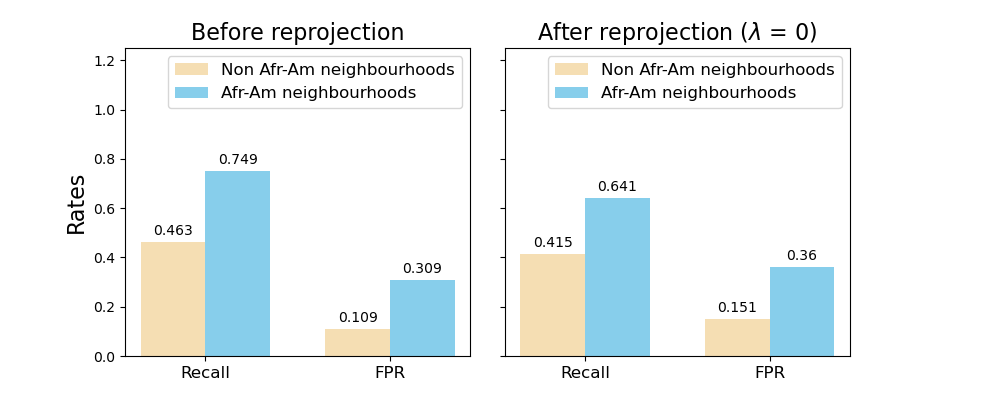 Before reprojection
Rates
1.2
1.0
0.8
0.6
0.4
0.2
0.0
Non Afr-Am neighbourhoods
Afr-Am neighbourhoods
0.463
0.749
0.109
0.309
Recall
FPR
After reprojection (λ = 0)
Non Afr-Am neighbourhoods
Afr-Am neighbourhoods
0.415
0.641
0.151
0.36
Recall
FPR